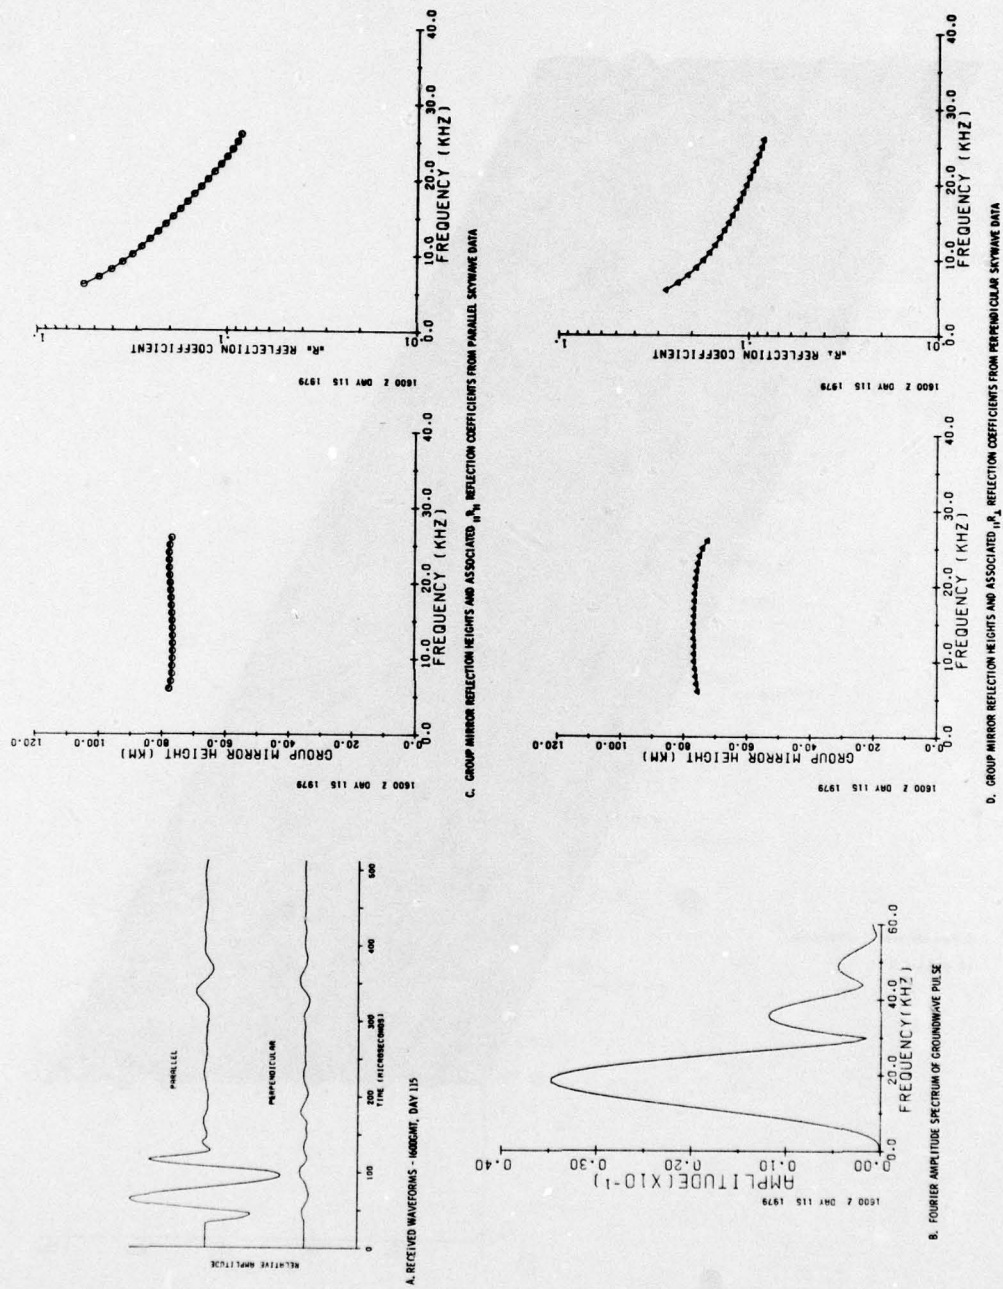 RELATIVE AMPLITUDE
PARALLEL
PERPENDICULAR
0 100 200 300 400 500
TIME (MICROSECONDS)
A. RECEIVED WAVEFORMS - 1600GMT, DAY 115
1600 Z DAY 115 1979
AMPLITUDE(X10⁻¹)
0.40
0.30
0.20
0.10
0.00
0.0 20.0 40.0 60.0
FREQUENCY(KHZ)
B. FOURIER AMPLITUDE SPECTRUM OF GROUNDWAVE PULSE
1600 Z DAY 115 1979
GROUP MIRROR HEIGHT (KM)
120.0
100.0
80.0
60.0
40.0
20.0
0.0
0.0 10.0 20.0 30.0 40.0
FREQUENCY (KHZ)
1600 Z DAY 115 1979
"R" REFLECTION COEFFICIENT
1.
.1
.01
0.0 10.0 20.0 30.0 40.0
FREQUENCY (KHZ)
C. GROUP MIRROR REFLECTION HEIGHTS AND ASSOCIATED ||R|| REFLECTION COEFFICIENTS FROM PARALLEL SKYWAVE DATA
1600 Z DAY 115 1979
GROUP MIRROR HEIGHT (KM)
120.0
100.0
80.0
60.0
40.0
20.0
0.0
0.0 10.0 20.0 30.0 40.0
FREQUENCY (KHZ)
1600 Z DAY 115 1979
"R⊥ REFLECTION COEFFICIENT
1.
.1
.01
0.0 10.0 20.0 30.0 40.0
FREQUENCY (KHZ)
D. GROUP MIRROR REFLECTION HEIGHTS AND ASSOCIATED ||R⊥ REFLECTION COEFFICIENTS FROM PERPENDICULAR SKYWAVE DATA